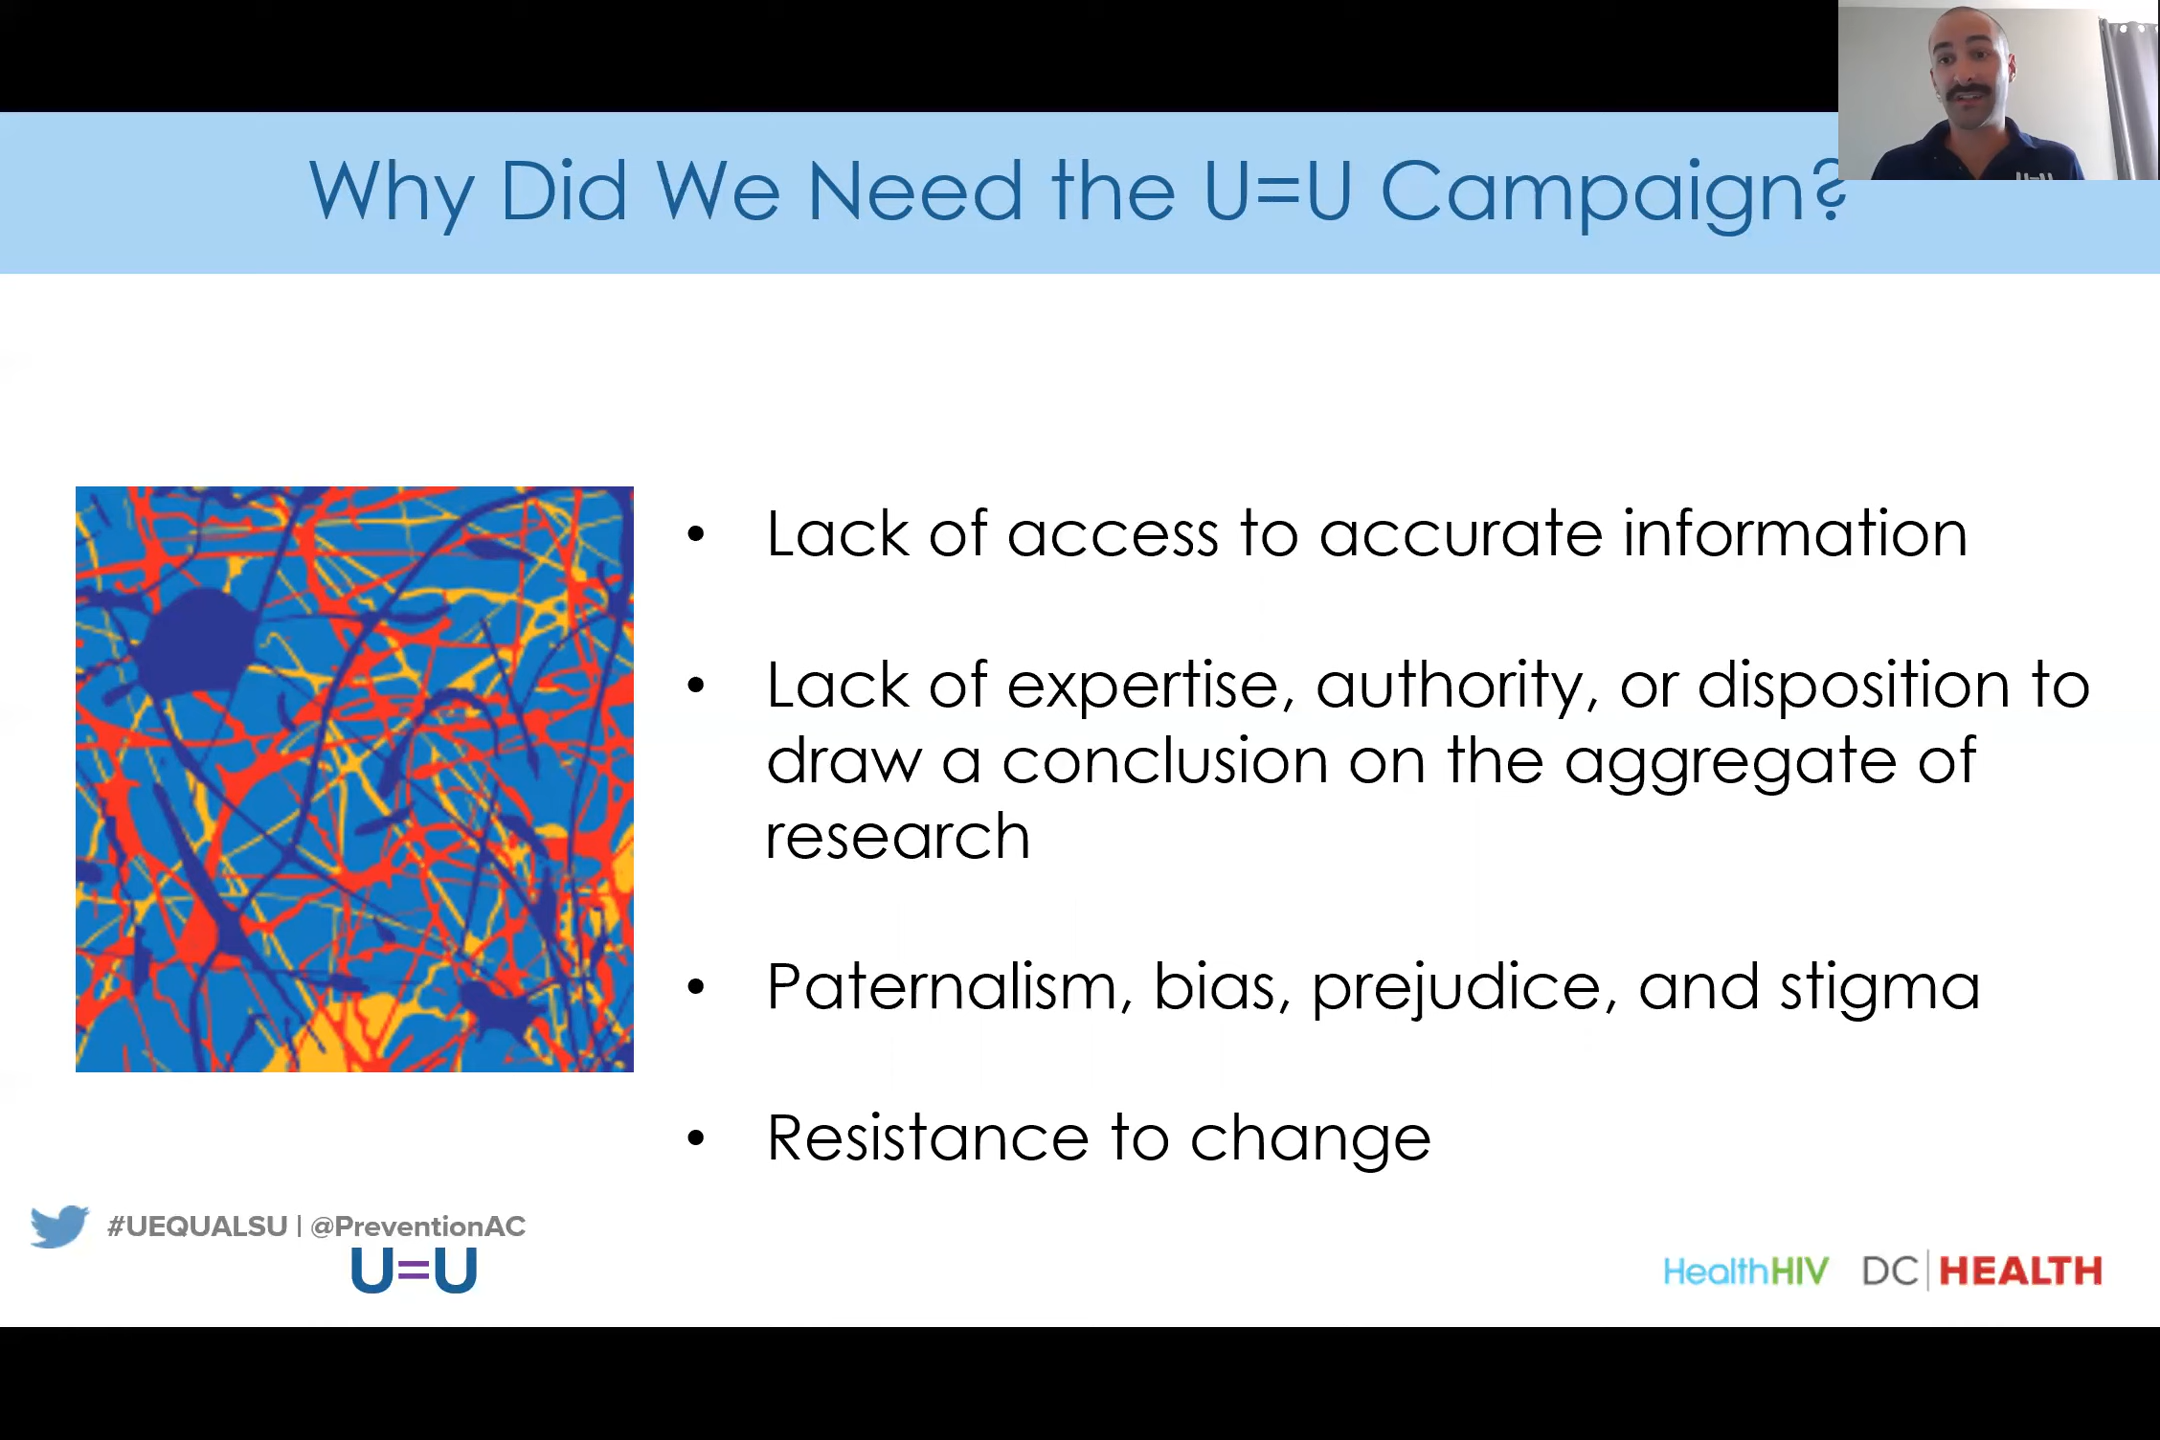 Why Did We Need the U=U Campaign?
• Lack of access to accurate information
• Lack of expertise, authority, or disposition to
draw a conclusion on the aggregate of
research
• Paternalism, bias, prejudice, and stigma
• Resistance to change
#UEQUALSU | @PreventionAC
U=U
HealthHIV DC | HEALTH